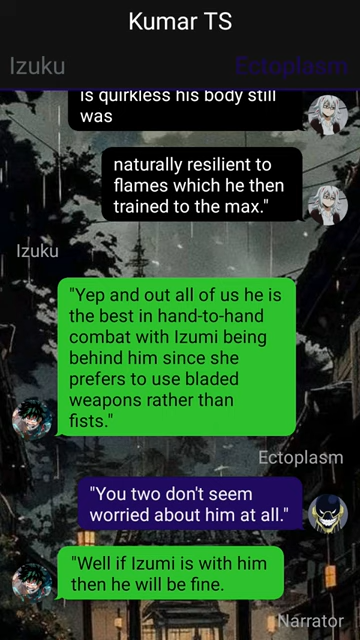 Kumar TS
Izuku
Ectoplasm
is quirkless his body still
was
naturally resilient to
flames which he then
trained to the max."
Izuku
"Yep and out all of us he is
the best in hand-to-hand
combat with Izumi being
behind him since she
prefers to use bladed
weapons rather than
fists."
Ectoplasm
"You two don't seem
worried about him at all."
"Well if Izumi is with him
then he will be fine.
Narrator